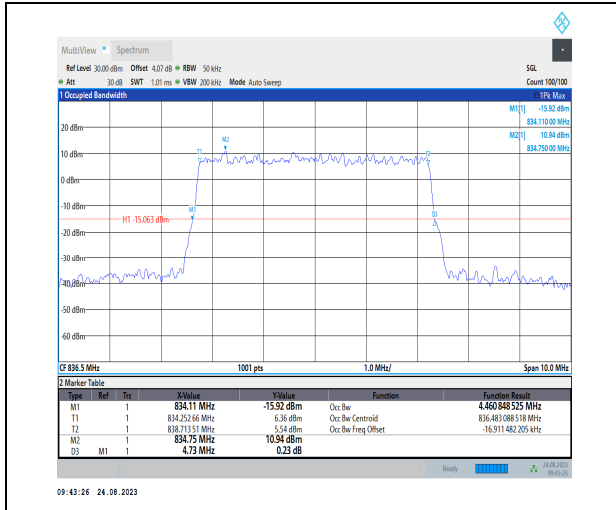 MultiView Spectrum
Ref Level 30.00 dBm Offset 4.07 dB RBW 50 kHz SGL
Att 30 dB SWT 1.01 ms VBW 200 kHz Mode Auto Sweep Count 100/100
1 Occupied Bandwidth 1Pk Max
M1[1] -15.92 dBm
834.110 00 MHz
M2[1] 10.94 dBm
834.750 00 MHz
20 dBm
M2
10 dBm
T1
T2
0 dBm
-10 dBm
M1
D3
H1 -15.063 dBm
-20 dBm
-30 dBm
-40 dBm
-50 dBm
-60 dBm
CF 836.5 MHz 1001 pts 1.0 MHz/ Span 10.0 MHz
2 Marker Table
Type Ref Trc X-Value Y-Value Function Function Result
M1 1 834.11 MHz -15.92 dBm Occ Bw 4.460 848 525 MHz
T1 1 834.252 66 MHz 6.36 dBm Occ Bw Centroid 836.483 088 518 MHz
T2 1 838.713 51 MHz 5.54 dBm Occ Bw Freq Offset -16.911 482 205 kHz
M2 1 834.75 MHz 10.94 dBm
D3 M1 1 4.73 MHz 0.23 dB
Ready 24.08.2023
09:43:25
09:43:26 24.08.2023